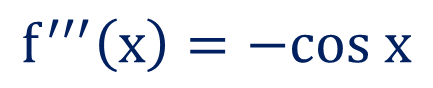 f′′′(x) = −cos x